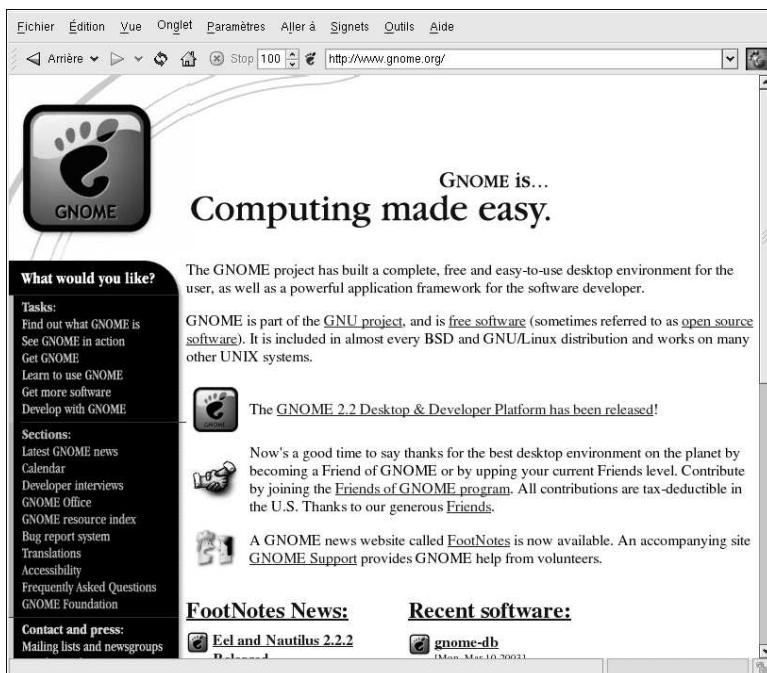 Fichier Édition Vue Onglet Paramètres Aller à Signets Outils Aide
Arrière Stop 100 http://www.gnome.org/
GNOME
GNOME is...
Computing made easy.
What would you like?
Tasks:
Find out what GNOME is
See GNOME in action
Get GNOME
Learn to use GNOME
Get more software
Develop with GNOME
Sections:
Latest GNOME news
Calendar
Developer interviews
GNOME Office
GNOME resource index
Bug report system
Translations
Accessibility
Frequently Asked Questions
GNOME Foundation
Contact and press:
Mailing lists and newsgroups
The GNOME project has built a complete, free and easy-to-use desktop environment for the
user, as well as a powerful application framework for the software developer.
GNOME is part of the GNU project, and is free software (sometimes referred to as open source
software). It is included in almost every BSD and GNU/Linux distribution and works on many
other UNIX systems.
GNOME
The GNOME 2.2 Desktop & Developer Platform has been released!
Now's a good time to say thanks for the best desktop environment on the planet by
becoming a Friend of GNOME or by upping your current Friends level. Contribute
by joining the Friends of GNOME program. All contributions are tax-deductible in
the U.S. Thanks to our generous Friends.
A GNOME news website called FootNotes is now available. An accompanying site
GNOME Support provides GNOME help from volunteers.
FootNotes News:
Eel and Nautilus 2.2.2
Released
Recent software:
gnome-db
[Mon, Mar 10 2003]